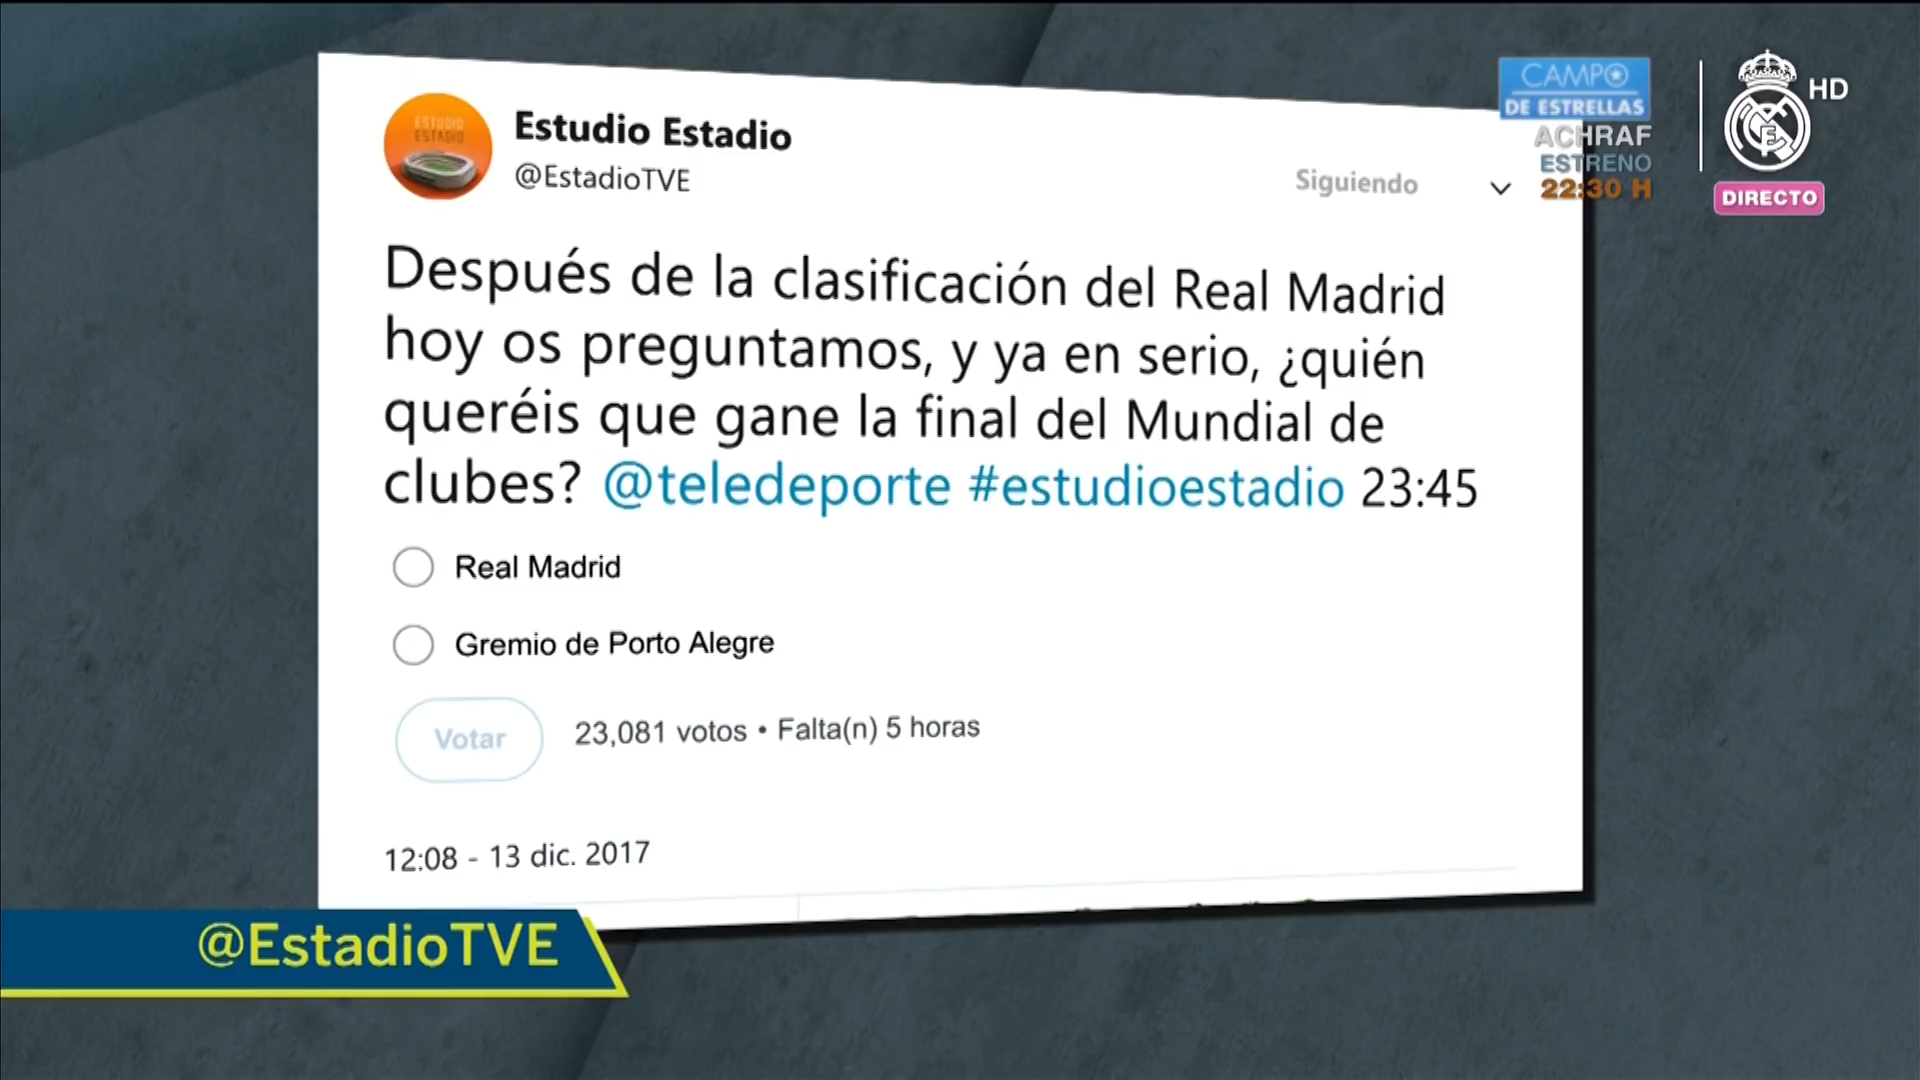 ESTUDIO
ESTADIO
Estudio Estadio
@EstadioTVE
Siguiendo
CAMPO
DE ESTRELLAS
ACHRAF
ESTRENO
22:30 H
HD
DIRECTO
Después de la clasificación del Real Madrid
hoy os preguntamos, y ya en serio, ¿quién
queréis que gane la final del Mundial de
clubes? @teledeporte #estudioestadio 23:45
Real Madrid
Gremio de Porto Alegre
Votar
23,081 votos • Falta(n) 5 horas
12:08 - 13 dic. 2017
@EstadioTVE